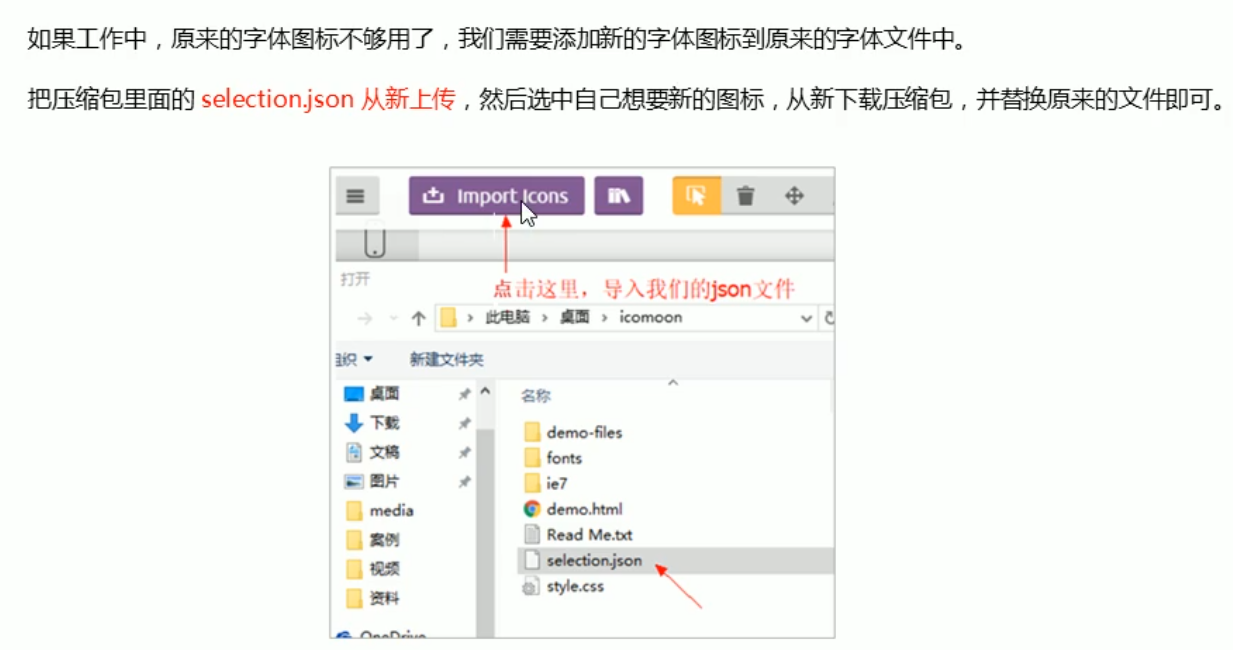 如果工作中，原来的字体图标不够用了，我们需要添加新的字体图标到原来的字体文件中。
把压缩包里面的 selection.json 从新上传，然后选中自己想要新的图标，从新下载压缩包，并替换原来的文件即可。
Import Icons
打开
点击这里，导入我们的json文件
此电脑 › 桌面 › icomoon
组织
新建文件夹
名称
桌面
下载
文稿
图片
media
案例
视频
资料
OneDrive
demo-files
fonts
ie7
demo.html
Read Me.txt
selection.json
style.css